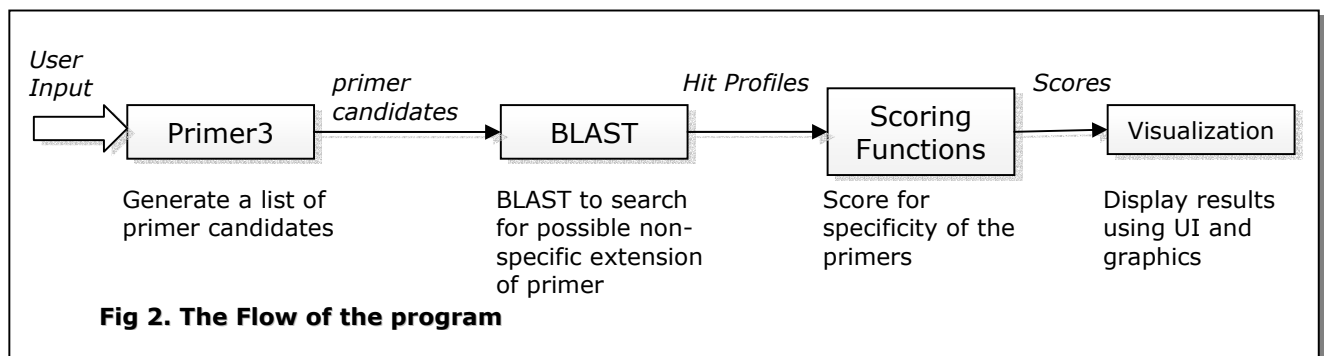 User
Input
primer
candidates
Hit Profiles
Scores
Primer3
BLAST
Scoring
Functions
Visualization
Generate a list of
primer candidates
BLAST to search
for possible non-
specific extension
of primer
Score for
specificity of the
primers
Display results
using UI and
graphics
Fig 2. The Flow of the program